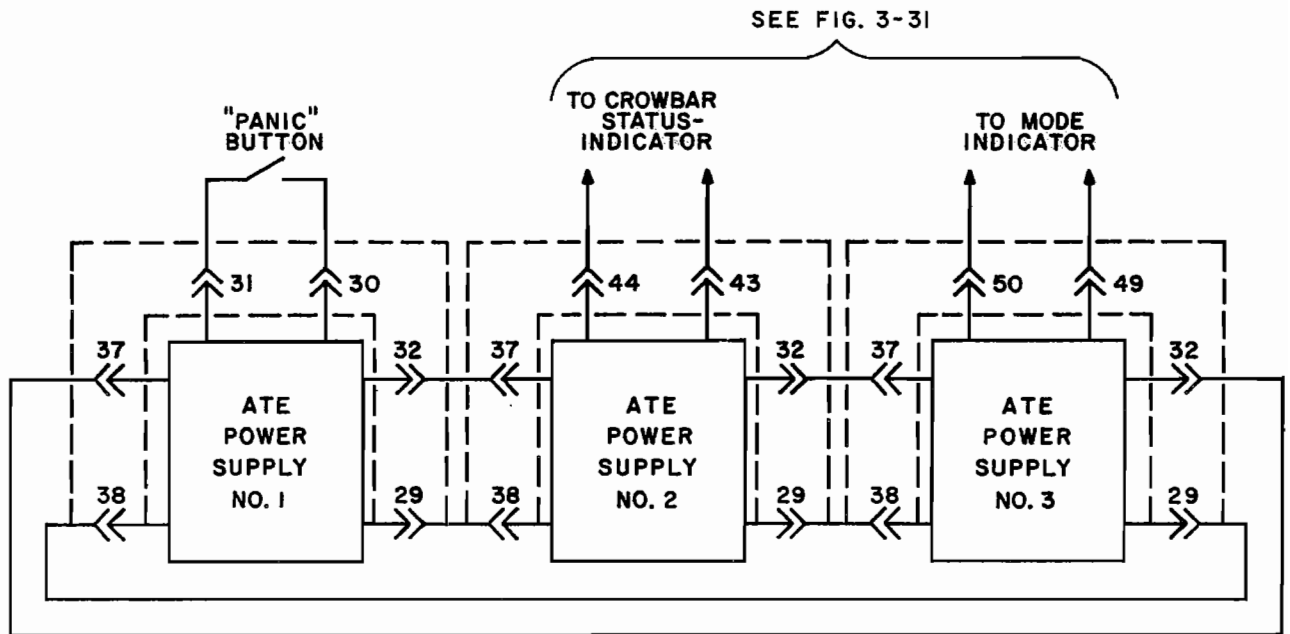 SEE FIG. 3-31
TO CROWBAR
STATUS-
INDICATOR
TO MODE
INDICATOR
"PANIC"
BUTTON
31
30
44
43
50
49
37
32
37
32
37
32
ATE
POWER
SUPPLY
NO. 1
ATE
POWER
SUPPLY
NO. 2
ATE
POWER
SUPPLY
NO. 3
38
29
38
29
38
29